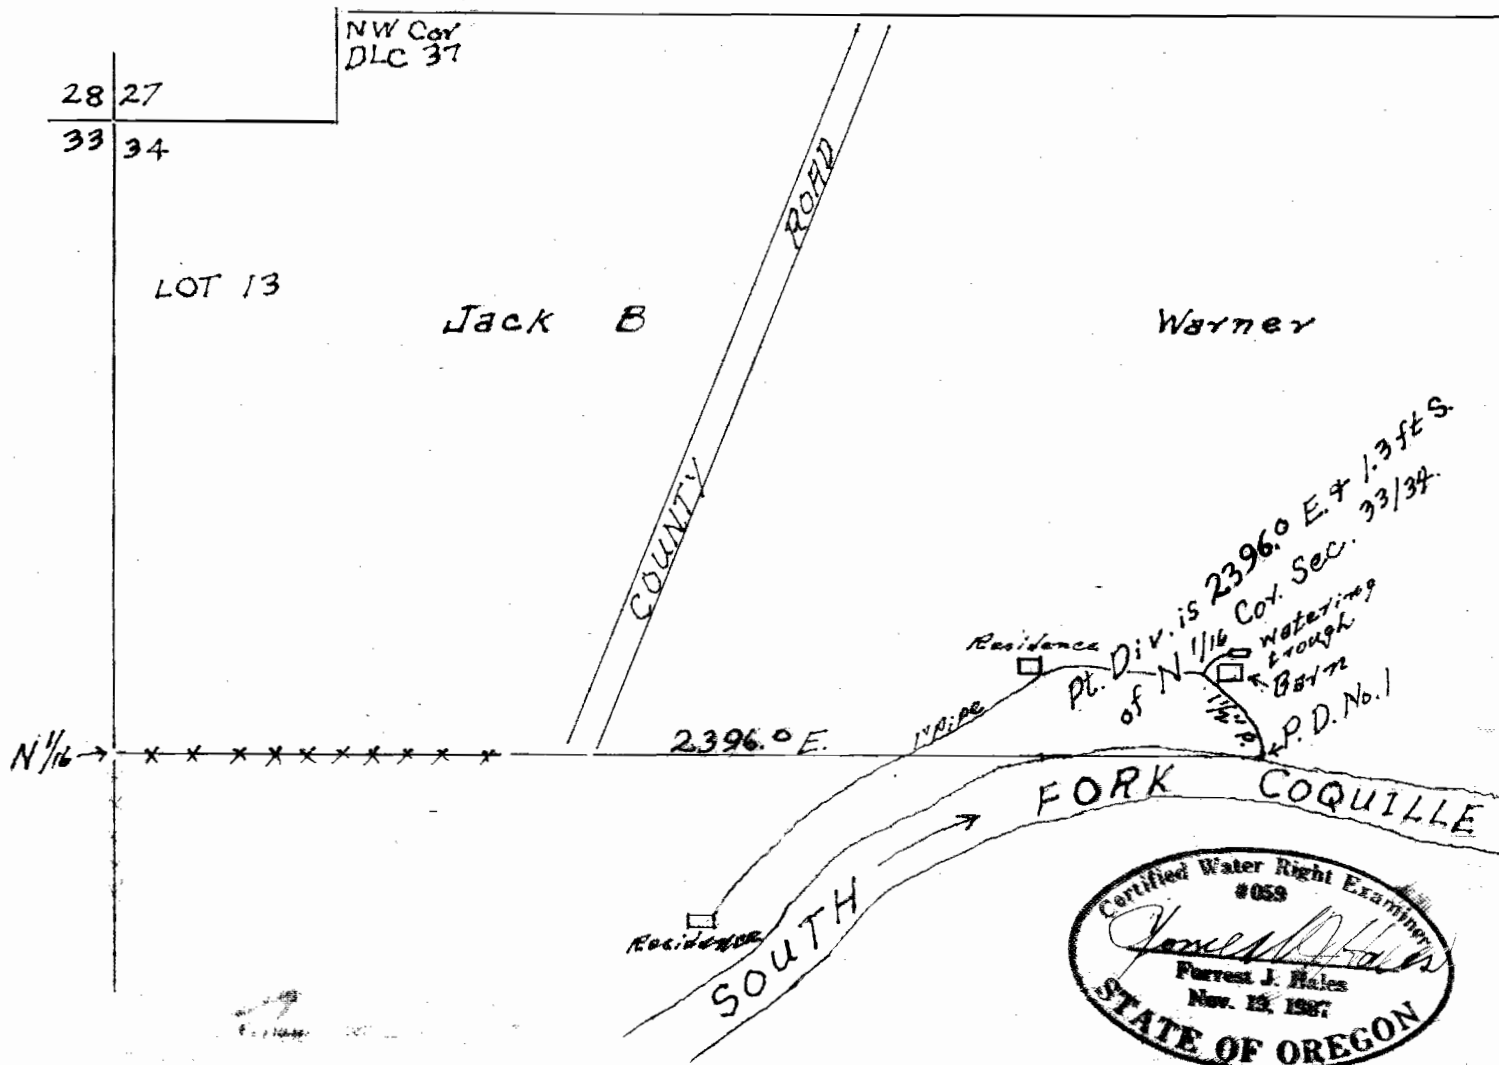 NW Cor
DLC 37
28 27
33 34
LOT 13
Jack B Warner
COUNTY ROAD
Pt. Div. is 2396.0 E. & 1.3 ft S.
of N 1/16 Cor. Sec. 33/34.
Residence
watering
trough
Barn
1" pipe
P. D. No. 1
N 1/16
2396.0 E.
SOUTH FORK COQUILLE
Residence
Certified Water Right Examiner
#059
Forrest J. Hales
Nov. 13, 1987
STATE OF OREGON